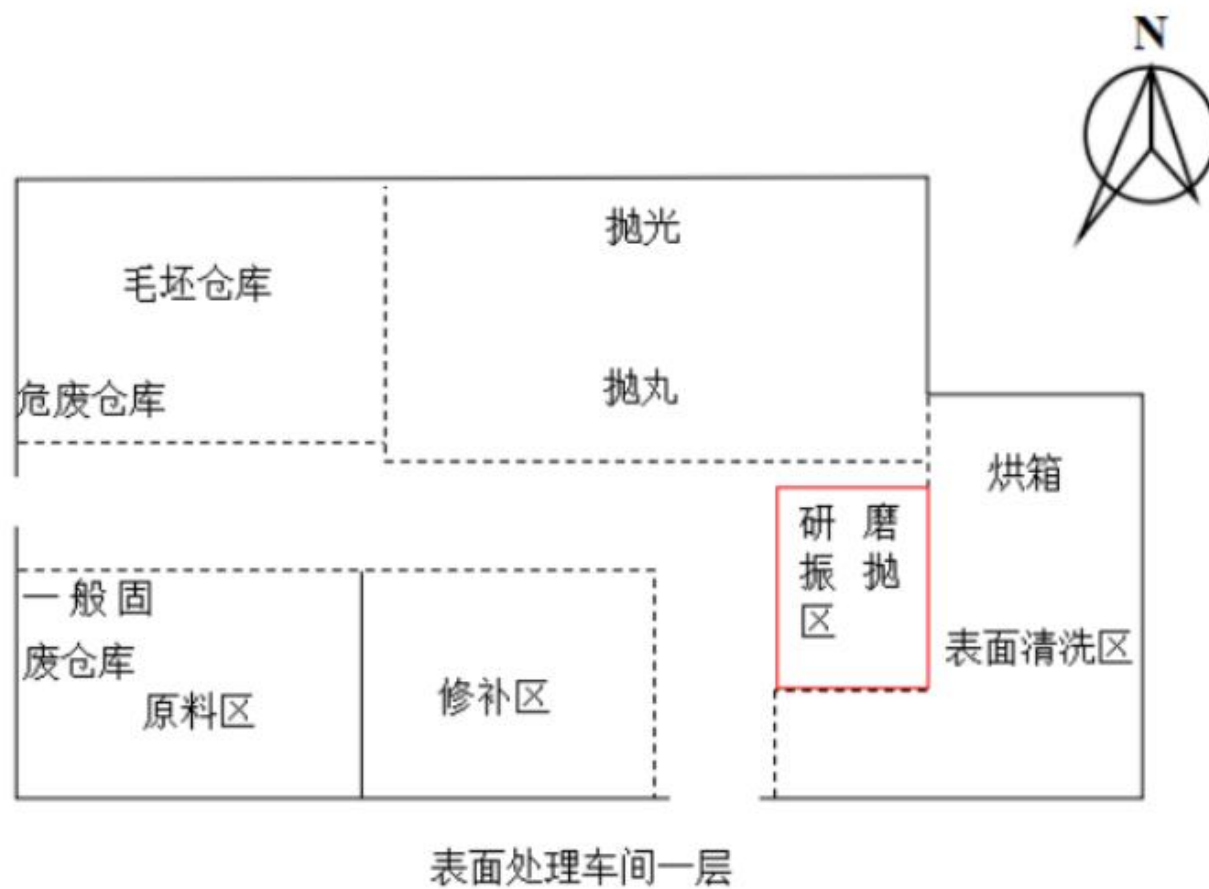 N
抛光
毛坯仓库
抛丸
危废仓库
烘箱
研 磨
振 抛
区
一般固
废仓库
表面清洗区
原料区
修补区
表面处理车间一层